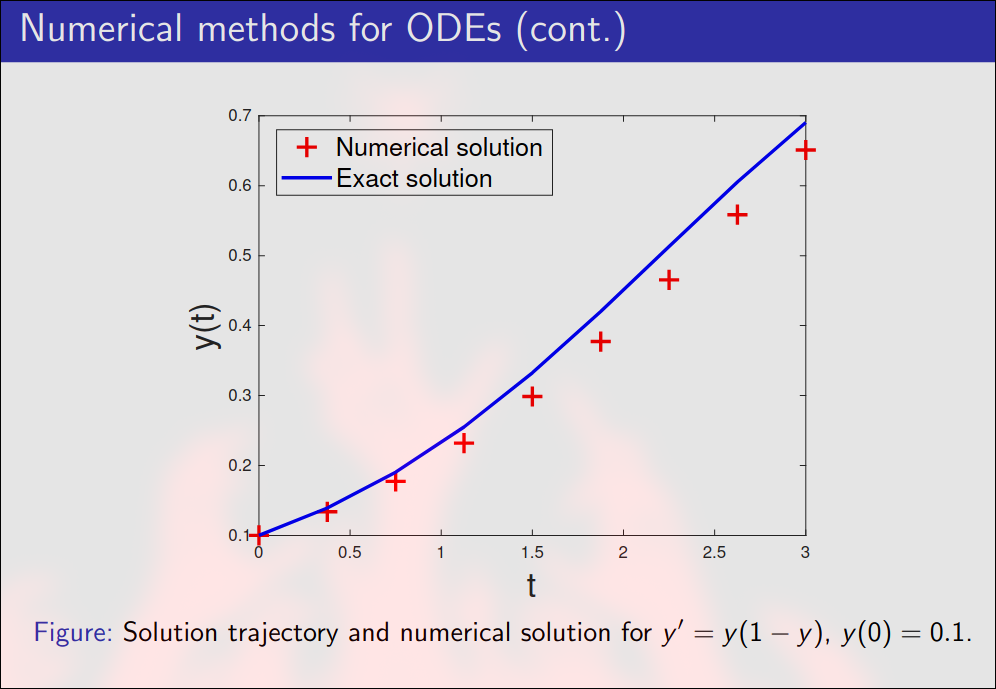 Numerical methods for ODEs (cont.)
0.7
0.6
0.5
0.4
0.3
0.2
0.1
y(t)
Numerical solution
Exact solution
0 0.5 1 1.5 2 2.5 3
t
Figure: Solution trajectory and numerical solution for y′ = y(1 − y), y(0) = 0.1.